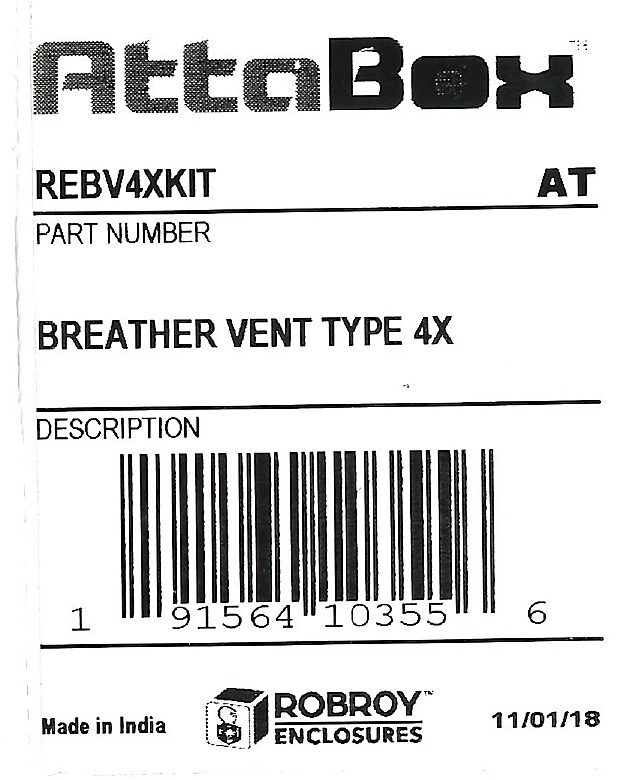 AttaBox™
REBV4XKIT AT
PART NUMBER
BREATHER VENT TYPE 4X
DESCRIPTION
1 91564 10355 6
Made in India ROBROY™ ENCLOSURES 11/01/18